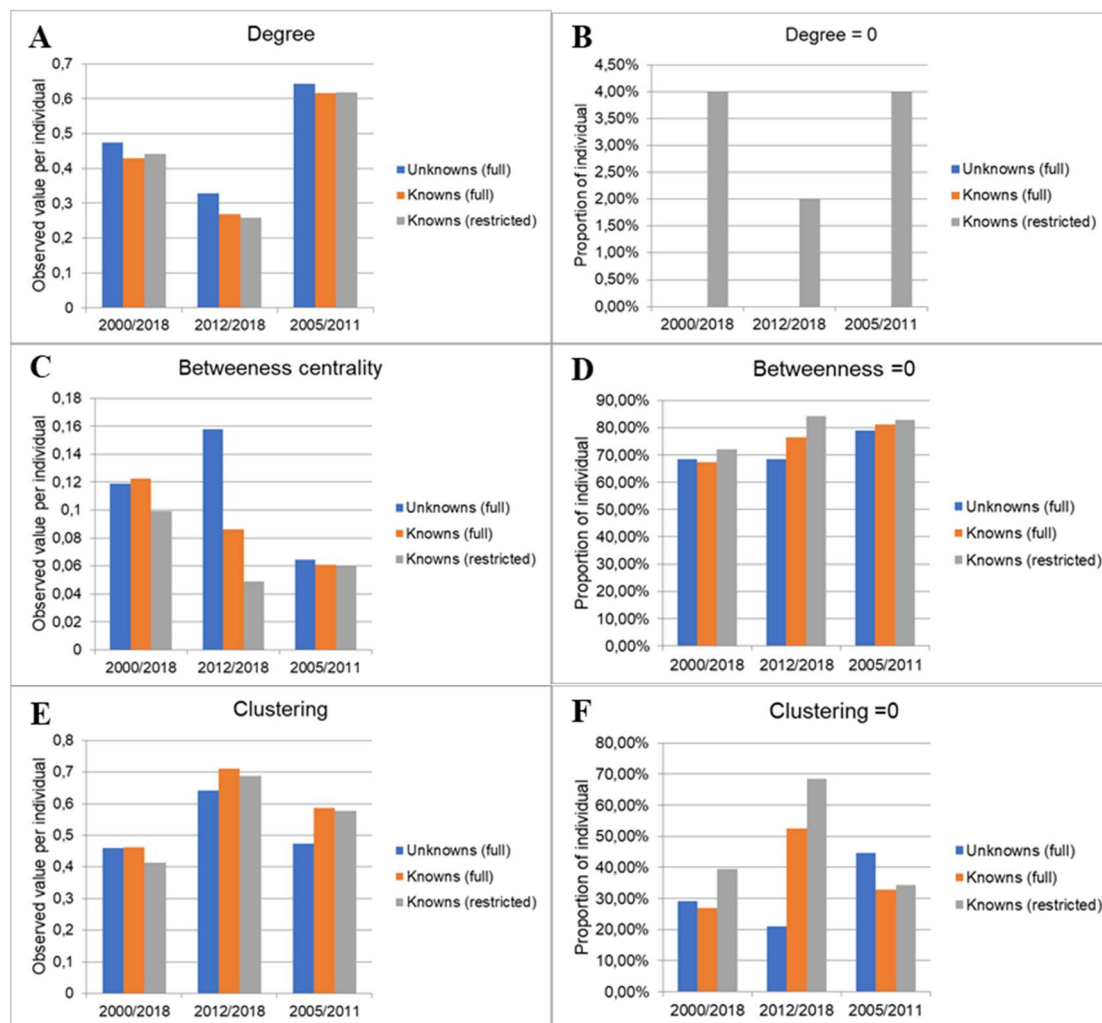 A
Degree
Observed value per individual
0,7
0,6
0,5
0,4
0,3
0,2
0,1
0
2000/2018
2012/2018
2005/2011
Unknowns (full)
Knowns (full)
Knowns (restricted)
B
Degree = 0
Proportion of individual
4,50%
4,00%
3,50%
3,00%
2,50%
2,00%
1,50%
1,00%
0,50%
0,00%
2000/2018
2012/2018
2005/2011
Unknowns (full)
Knowns (full)
Knowns (restricted)
C
Betweeness centrality
Observed value per individual
0,18
0,16
0,14
0,12
0,1
0,08
0,06
0,04
0,02
0
2000/2018
2012/2018
2005/2011
Unknowns (full)
Knowns (full)
Knowns (restricted)
D
Betweenness =0
Proportion of individual
90,00%
80,00%
70,00%
60,00%
50,00%
40,00%
30,00%
20,00%
10,00%
0,00%
2000/2018
2012/2018
2005/2011
Unknowns (full)
Knowns (full)
Knowns (restricted)
E
Clustering
Observed value per individual
0,8
0,7
0,6
0,5
0,4
0,3
0,2
0,1
0
2000/2018
2012/2018
2005/2011
Unknowns (full)
Knowns (full)
Knowns (restricted)
F
Clustering =0
Proportion of individual
80,00%
70,00%
60,00%
50,00%
40,00%
30,00%
20,00%
10,00%
0,00%
2000/2018
2012/2018
2005/2011
Unknowns (full)
Knowns (full)
Knowns (restricted)